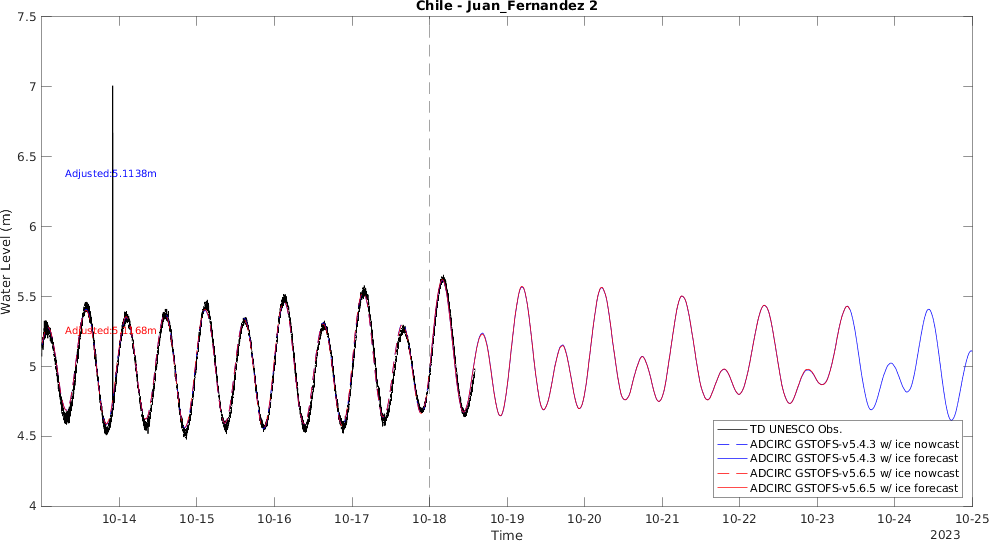 Chile - Juan_Fernandez 2
7.5
7
6.5
6
5.5
5
4.5
4
Water Level (m)
Adjusted:5.1138m
Adjusted:5.1168m
TD UNESCO Obs.
ADCIRC GSTOFS-v5.4.3 w/ ice nowcast
ADCIRC GSTOFS-v5.4.3 w/ ice forecast
ADCIRC GSTOFS-v5.6.5 w/ ice nowcast
ADCIRC GSTOFS-v5.6.5 w/ ice forecast
10-14 10-15 10-16 10-17 10-18 10-19 10-20 10-21 10-22 10-23 10-24 10-25
Time
2023